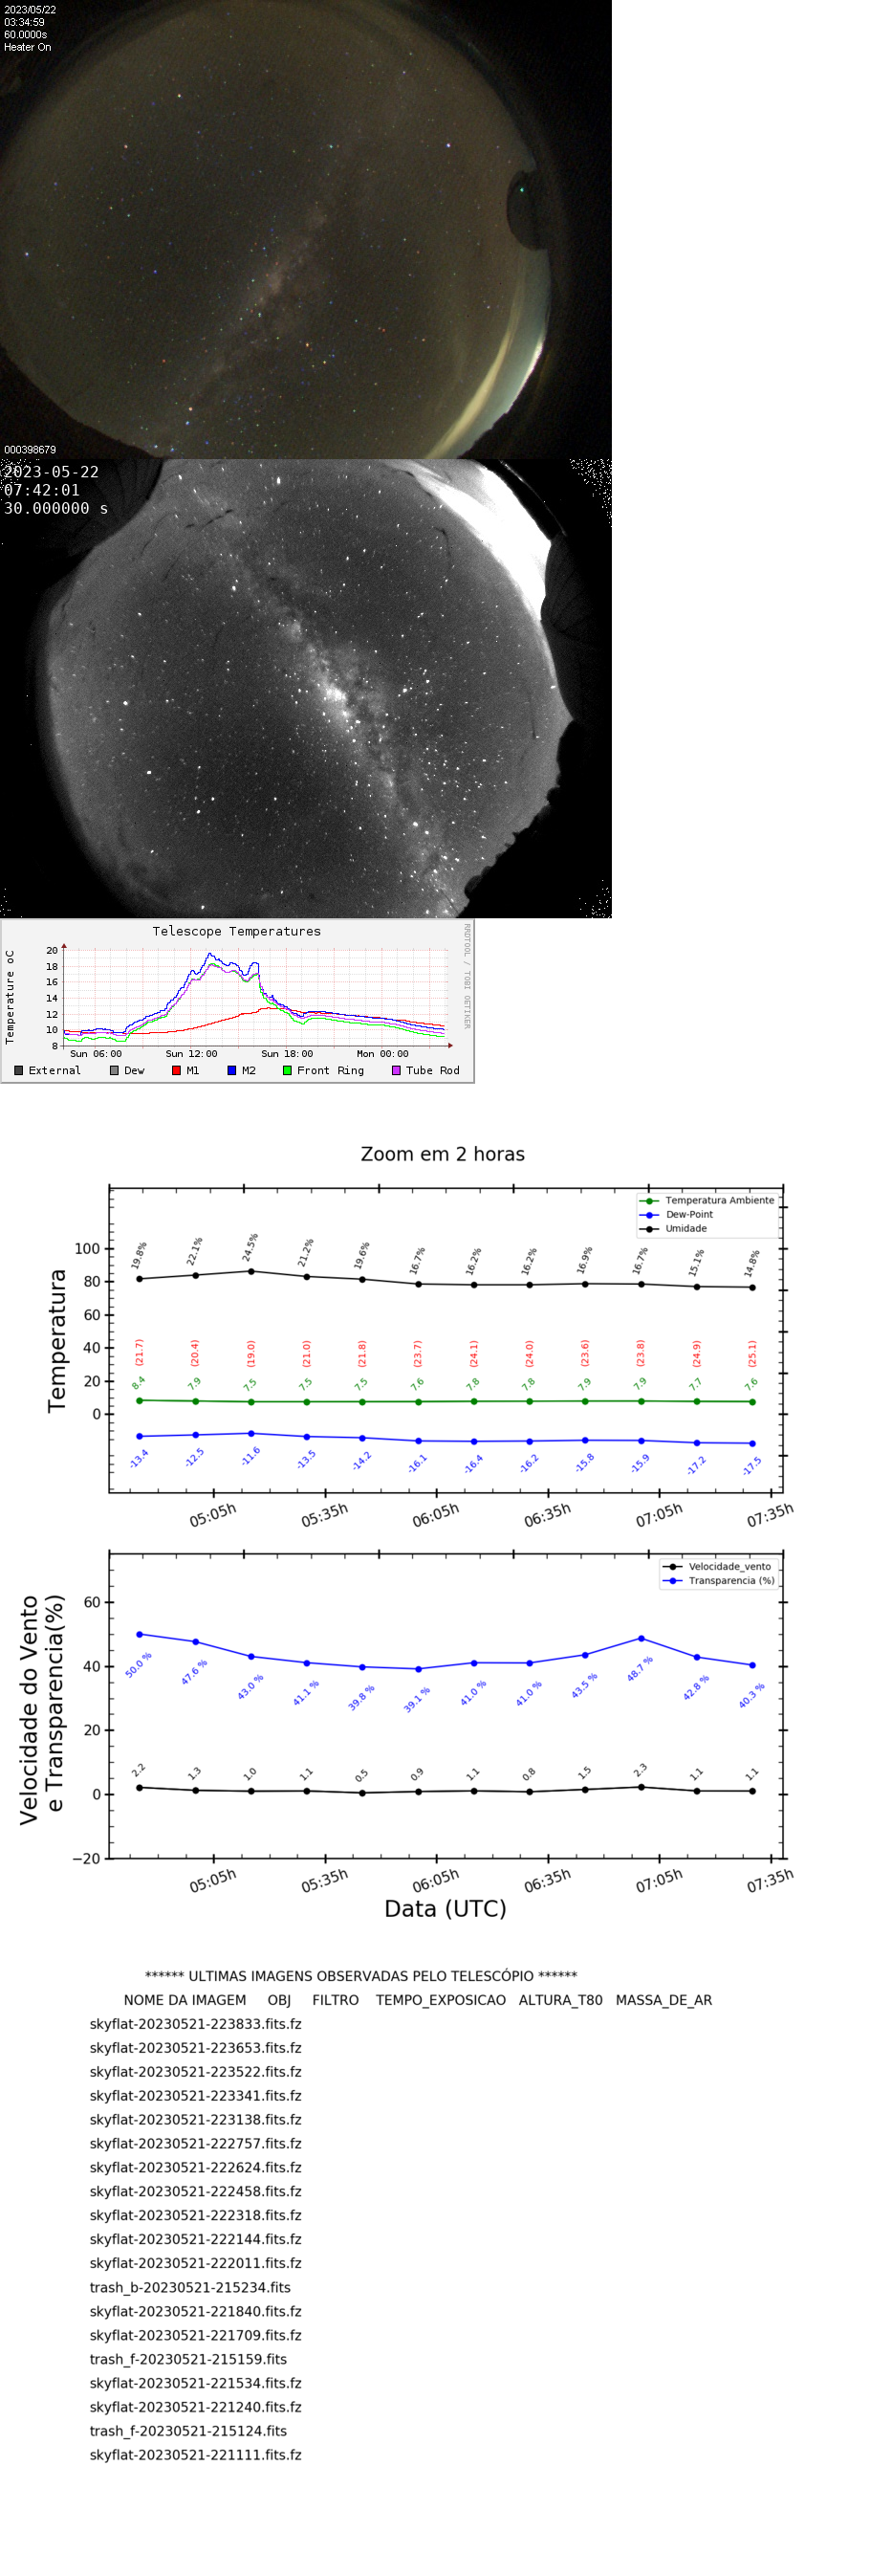 2023/05/22
03:34:59
60.0000s
Heater On
000398679
2023-05-22
07:42:01
30.000000 s
Telescope Temperatures
RRDTOOL / TOBI OETIKER
Temperature oC
20
18
16
14
12
10
8
Sun 06:00 Sun 12:00 Sun 18:00 Mon 00:00
External Dew M1 M2 Front Ring Tube Rod
Zoom em 2 horas
Temperatura Ambiente
Dew-Point
Umidade
Temperatura
100
80
60
40
20
0
19.8% 22.1% 24.5% 21.2% 19.6% 16.7% 16.2% 16.2% 16.9% 16.7% 15.1% 14.8%
(21.7) (20.4) (19.0) (21.0) (21.8) (23.7) (24.1) (24.0) (23.6) (23.8) (24.9) (25.1)
8.4 7.9 7.5 7.5 7.5 7.6 7.8 7.8 7.9 7.9 7.7 7.6
-13.4 -12.5 -11.6 -13.5 -14.2 -16.1 -16.4 -16.2 -15.8 -15.9 -17.2 -17.5
05:05h 05:35h 06:05h 06:35h 07:05h 07:35h
Velocidade_vento
Transparencia (%)
Velocidade do Vento
e Transparencia(%)
60
40
20
0
−20
50.0 % 47.6 % 43.0 % 41.1 % 39.8 % 39.1 % 41.0 % 41.0 % 43.5 % 48.7 % 42.8 % 40.3 %
2.2 1.3 1.0 1.1 0.5 0.9 1.1 0.8 1.5 2.3 1.1 1.1
05:05h 05:35h 06:05h 06:35h 07:05h 07:35h
Data (UTC)
****** ULTIMAS IMAGENS OBSERVADAS PELO TELESCÓPIO ******
NOME DA IMAGEM OBJ FILTRO TEMPO_EXPOSICAO ALTURA_T80 MASSA_DE_AR
skyflat-20230521-223833.fits.fz
skyflat-20230521-223653.fits.fz
skyflat-20230521-223522.fits.fz
skyflat-20230521-223341.fits.fz
skyflat-20230521-223138.fits.fz
skyflat-20230521-222757.fits.fz
skyflat-20230521-222624.fits.fz
skyflat-20230521-222458.fits.fz
skyflat-20230521-222318.fits.fz
skyflat-20230521-222144.fits.fz
skyflat-20230521-222011.fits.fz
trash_b-20230521-215234.fits
skyflat-20230521-221840.fits.fz
skyflat-20230521-221709.fits.fz
trash_f-20230521-215159.fits
skyflat-20230521-221534.fits.fz
skyflat-20230521-221240.fits.fz
trash_f-20230521-215124.fits
skyflat-20230521-221111.fits.fz